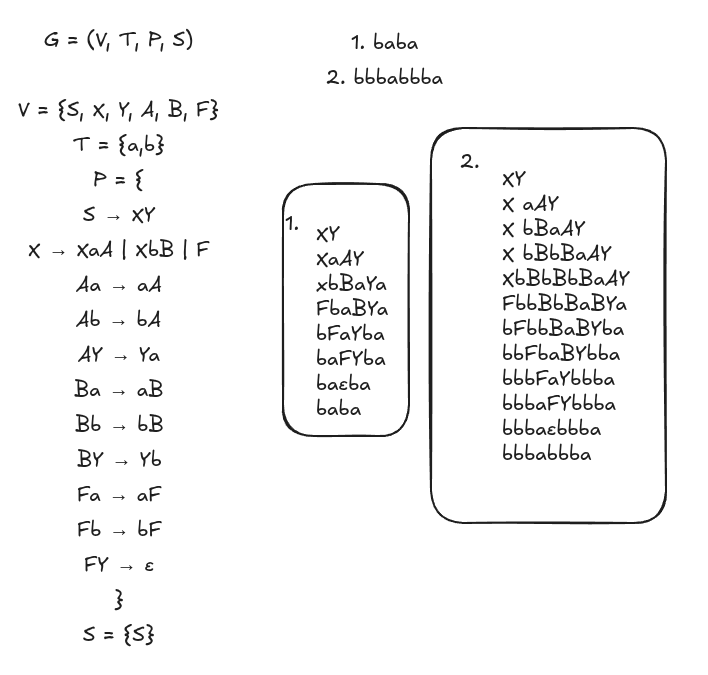 G = (V, T, P, S)
V = {S, X, Y, A, B, F}
T = {a,b}
P = {
S → XY
X → XaA | XbB | F
Aa → aA
Ab → bA
AY → Ya
Ba → aB
Bb → bB
BY → Yb
Fa → aF
Fb → bF
FY → ε
}
S = {S}
1. baba
2. bbbabbba
1.
XY
XaAY
xbBaYa
FbaBYa
bFaYba
baFYba
baεba
baba
2.
XY
X aAY
X bBaAY
X bBbBaAY
XbBbBbBaAY
FbbBbBaBYa
bFbbBaBYba
bbFbaBYbba
bbbFaYbbba
bbbaFYbbba
bbbaεbbba
bbbabbba